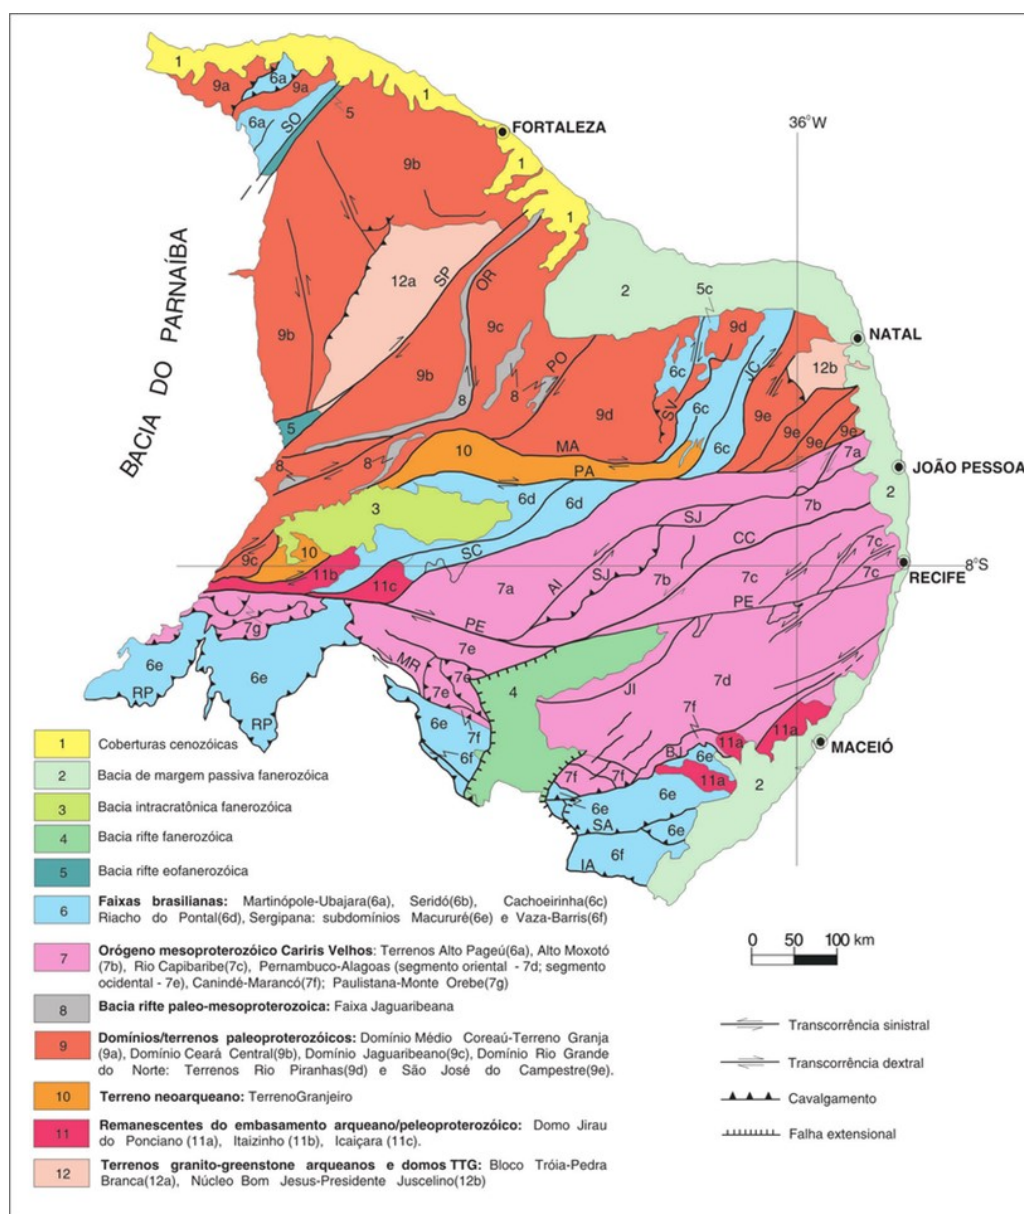 1
9a
6a
9a
6a
SO
5
1
FORTALEZA
36°W
1
9b
1
BACIA DO PARNAÍBA
12a
SP
OR
2
5c
9c
9d
NATAL
9b
9b
PO
6c
JC
12b
8
8
SV
9d
6c
9e
5
9e
9e
9e
8
8
10
MA
6c
7a
PA
JOÃO PESSOA
6d
6d
2
3
7b
SJ
10
SC
CC
7c
9c
11b
8°S
11c
AI
SJ
7b
7c
7c
RECIFE
7a
PE
7g
PE
7e
6e
6e
MR
7e
7e
4
JI
7d
RP
RP
6e
7f
7f
11a
11a
6f
BJ
6e
MACEIÓ
7f
7f
11a
2
6e
6e
SA
6e
IA
6f
1 Coberturas cenozóicas
2 Bacia de margem passiva fanerozóica
3 Bacia intracratônica fanerozóica
4 Bacia rifte fanerozóica
5 Bacia rifte eofanerozóica
6 Faixas brasilianas: Martinópole-Ubajara(6a), Seridó(6b), Cachoeirinha(6c)
Riacho do Pontal(6d), Sergipana: subdomínios Macururé(6e) e Vaza-Barris(6f)
7 Orógeno mesoproterozóico Cariris Velhos: Terrenos Alto Pageú(6a), Alto Moxotó
(7b), Rio Capibaribe(7c), Pernambuco-Alagoas (segmento oriental - 7d; segmento
ocidental - 7e), Canindé-Marancó(7f); Paulistana-Monte Orebe(7g)
8 Bacia rifte paleo-mesoproterozoica: Faixa Jaguaribeana
9 Domínios/terrenos paleoproterozóicos: Domínio Médio Coreaú-Terreno Granja
(9a), Domínio Ceará Central(9b), Domínio Jaguaribeano(9c), Domínio Rio Grande
do Norte: Terrenos Rio Piranhas(9d) e São José do Campestre(9e).
10 Terreno neoarqueano: TerrenoGranjeiro
11 Remanescentes do embasamento arqueano/peleoproterozóico: Domo Jirau
do Ponciano (11a), Itaizinho (11b), Icaiçara (11c).
12 Terrenos granito-greenstone arqueanos e domos TTG: Bloco Tróia-Pedra
Branca(12a), Núcleo Bom Jesus-Presidente Juscelino(12b)
0 50 100 km
Transcorrência sinistral
Transcorrência dextral
Cavalgamento
Falha extensional